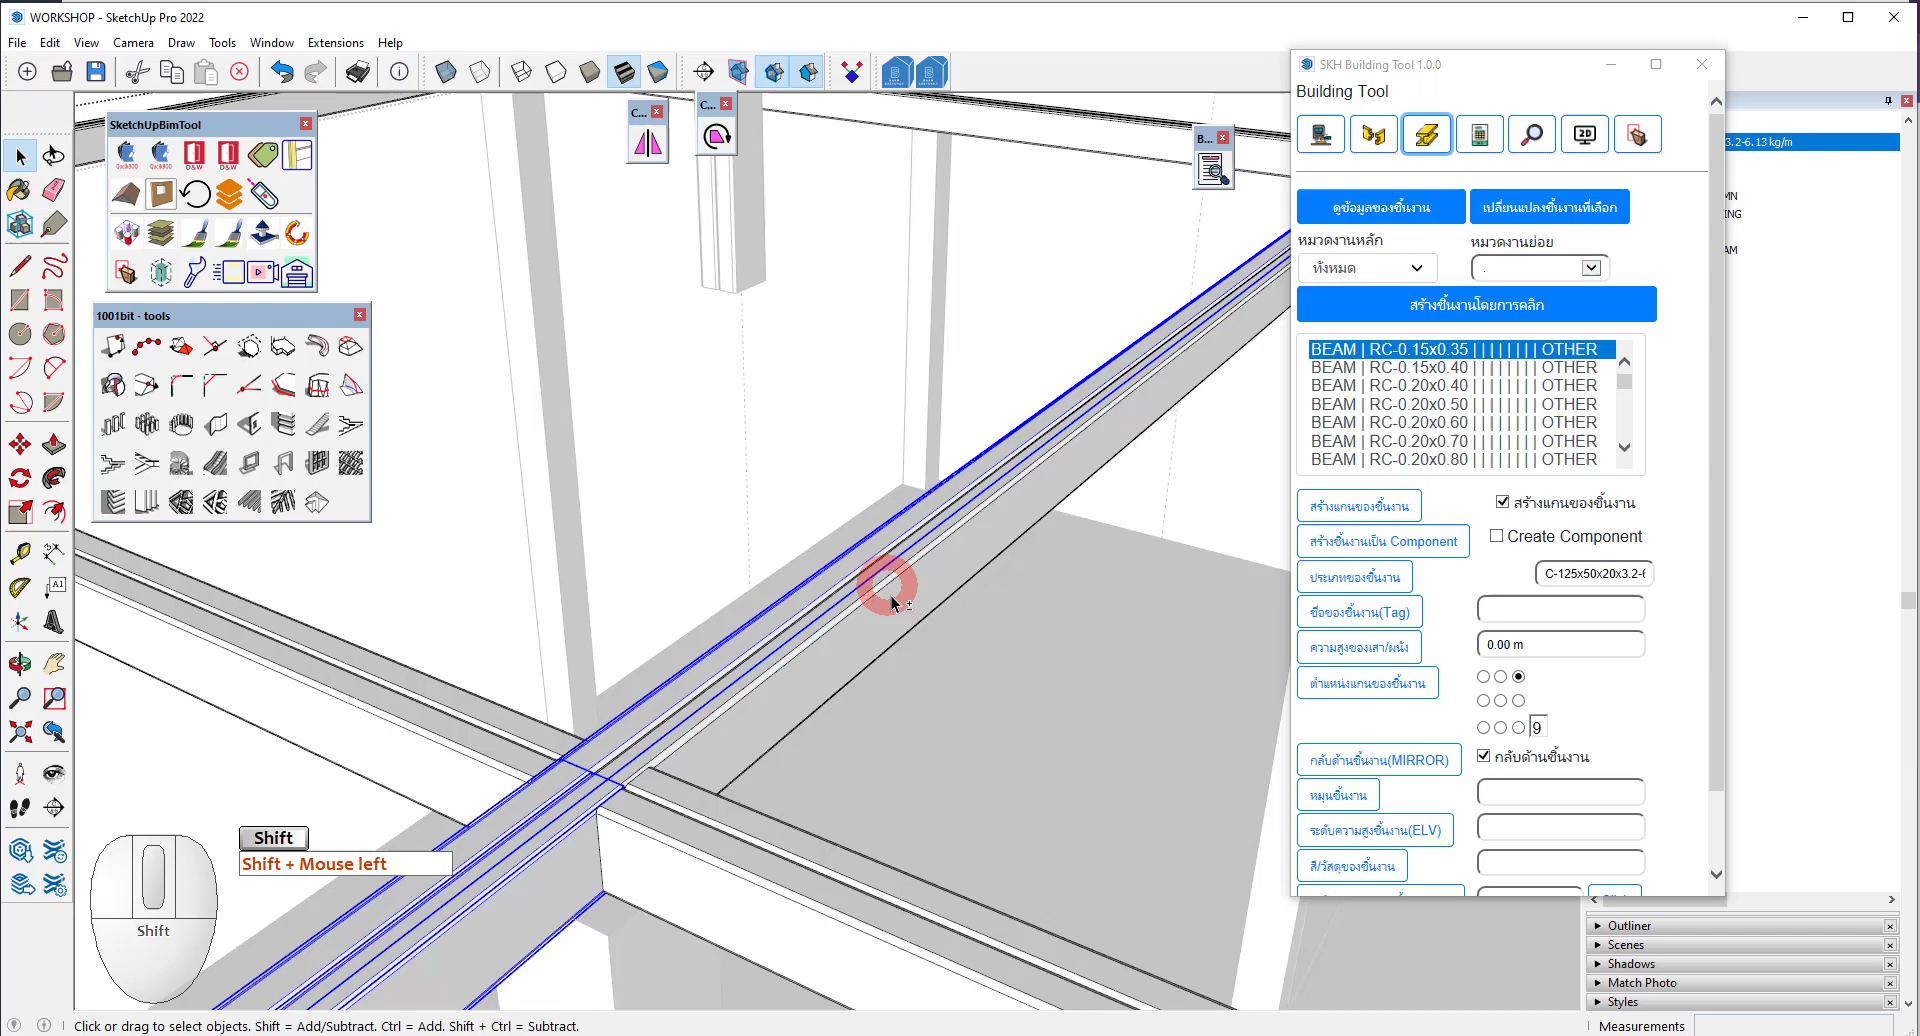 WORKSHOP - SketchUp Pro 2022
File Edit View Camera Draw Tools Window Extensions Help
SketchUpBimTool
D&W D&W
1001bit - tools
C...
C...
B...
A1
SKH Building Tool 1.0.0
Building Tool
2D
3.2-6.13 kg/m
ดูข้อมูลของชิ้นงาน เปลี่ยนแปลงชิ้นงานที่เลือก
MN
ING
AM
หมวดงานหลัก หมวดงานย่อย
ทั้งหมด .
สร้างชิ้นงานโดยการคลิก
BEAM | RC-0.15x0.35 | | | | | | | | OTHER
BEAM | RC-0.15x0.40 | | | | | | | | OTHER
BEAM | RC-0.20x0.40 | | | | | | | | OTHER
BEAM | RC-0.20x0.50 | | | | | | | | OTHER
BEAM | RC-0.20x0.60 | | | | | | | | OTHER
BEAM | RC-0.20x0.70 | | | | | | | | OTHER
BEAM | RC-0.20x0.80 | | | | | | | | OTHER
สร้างแกนของชิ้นงาน สร้างแกนของชิ้นงาน
สร้างชิ้นงานเป็น Component Create Component
ประเภทของชิ้นงาน C-125x50x20x3.2-6
ชื่อของชิ้นงาน(Tag)
ความสูงของเสา/ผนัง 0.00 m
ตำแหน่งแกนของชิ้นงาน
9
กลับด้านชิ้นงาน(MIRROR) กลับด้านชิ้นงาน
หมุนชิ้นงาน
ระดับความสูงชิ้นงาน(ELV)
สี/วัสดุของชิ้นงาน
Shift
Shift + Mouse left
Shift
Outliner
Scenes
Shadows
Match Photo
Styles
Click or drag to select objects. Shift = Add/Subtract. Ctrl = Add. Shift + Ctrl = Subtract.
Measurements